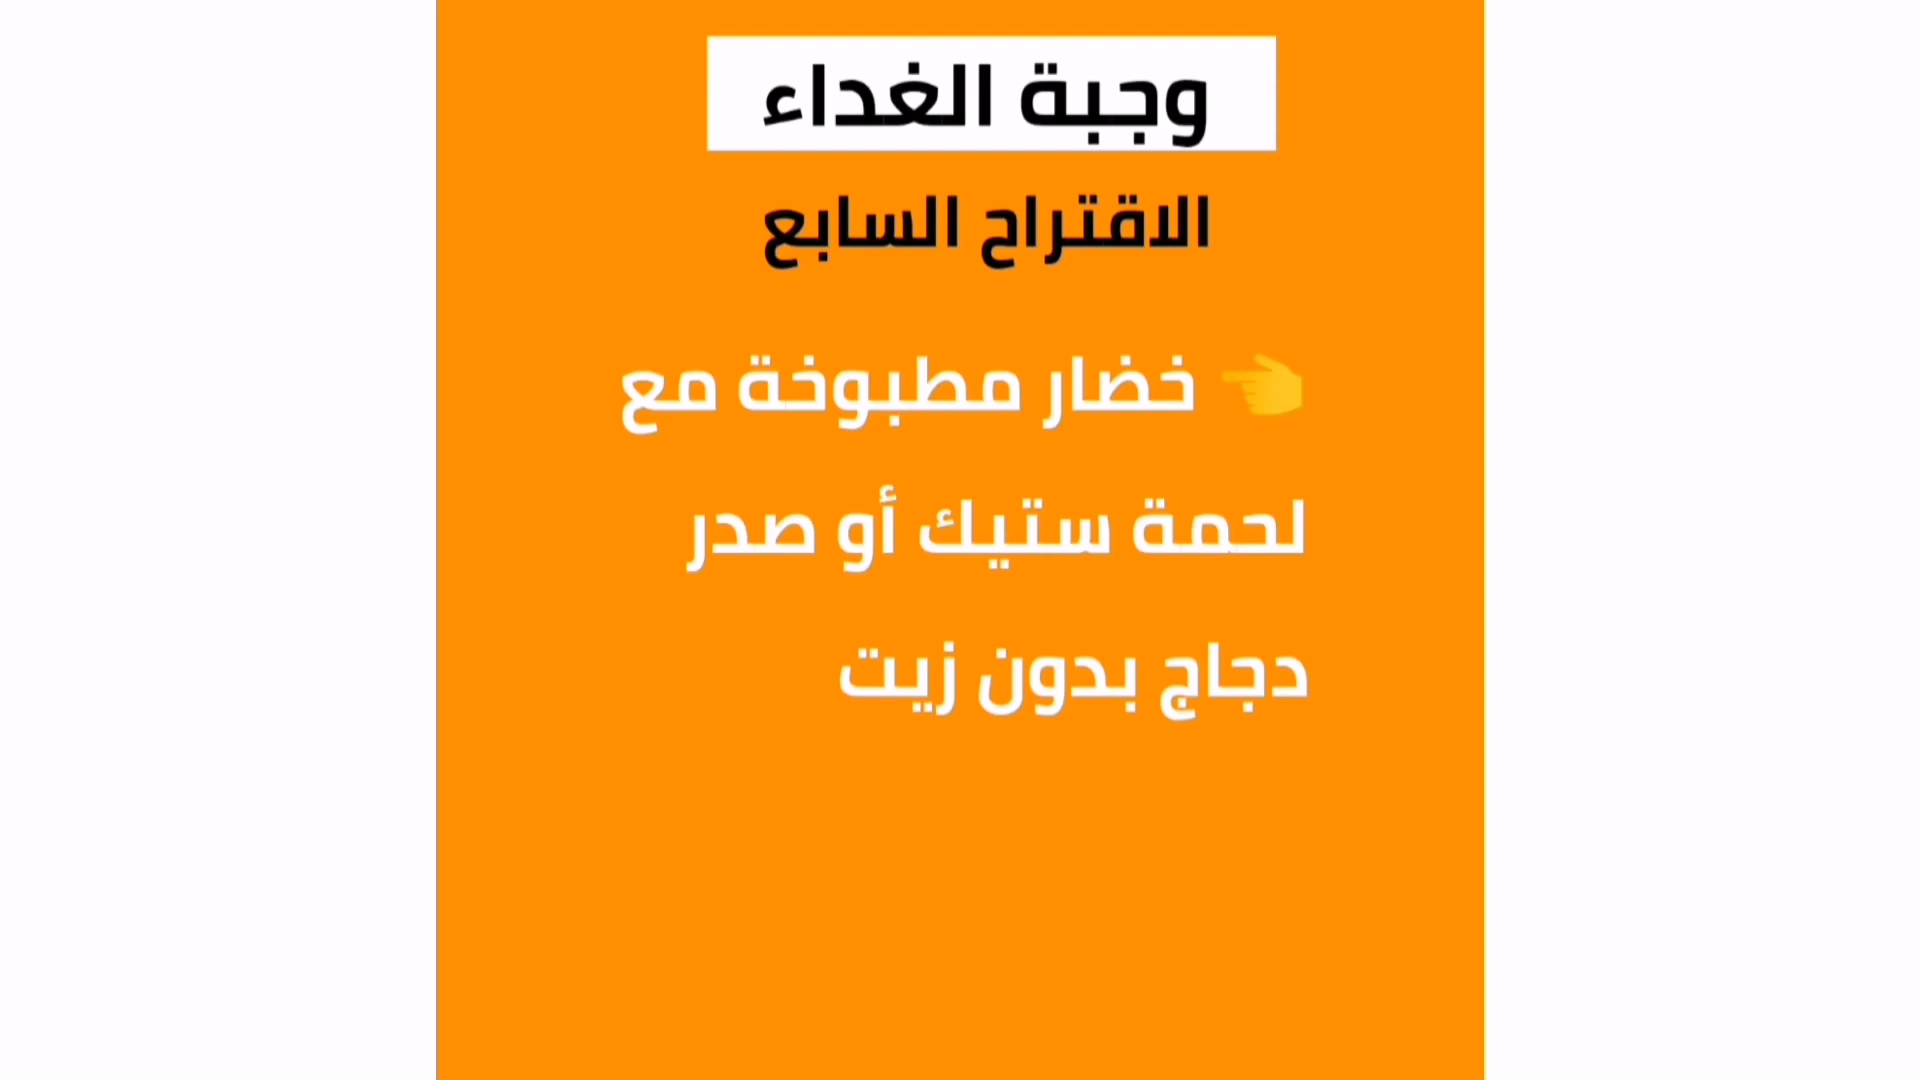 وجبة الغداء
الاقتراح السابع
👈 خضار مطبوخة مع
لحمة ستيك أو صدر
دجاج بدون زيت